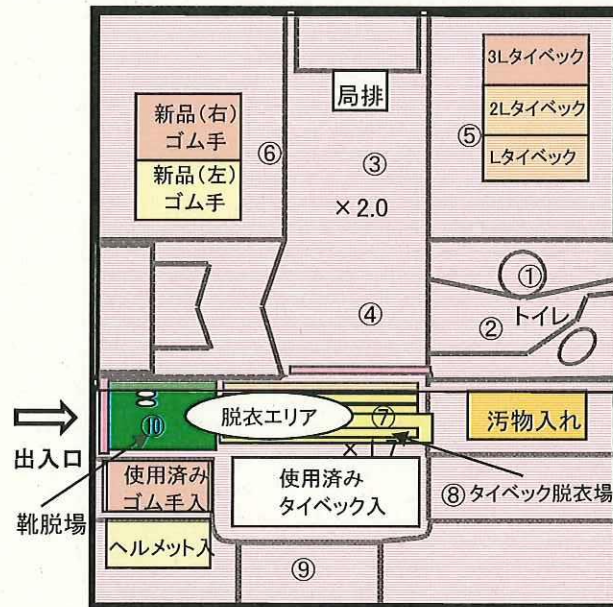 3Lタイベック
局排
新品(右)
ゴム手
2Lタイベック
⑤
⑥
③
新品(左)
ゴム手
Lタイベック
×2.0
①
④
②
トイレ
脱衣エリア
⑦
汚物入れ
⑩
出入口
使用済み
ゴム手入
使用済み
タイベック入
⑧タイベック脱衣場
靴脱場
ヘルメット入
⑨